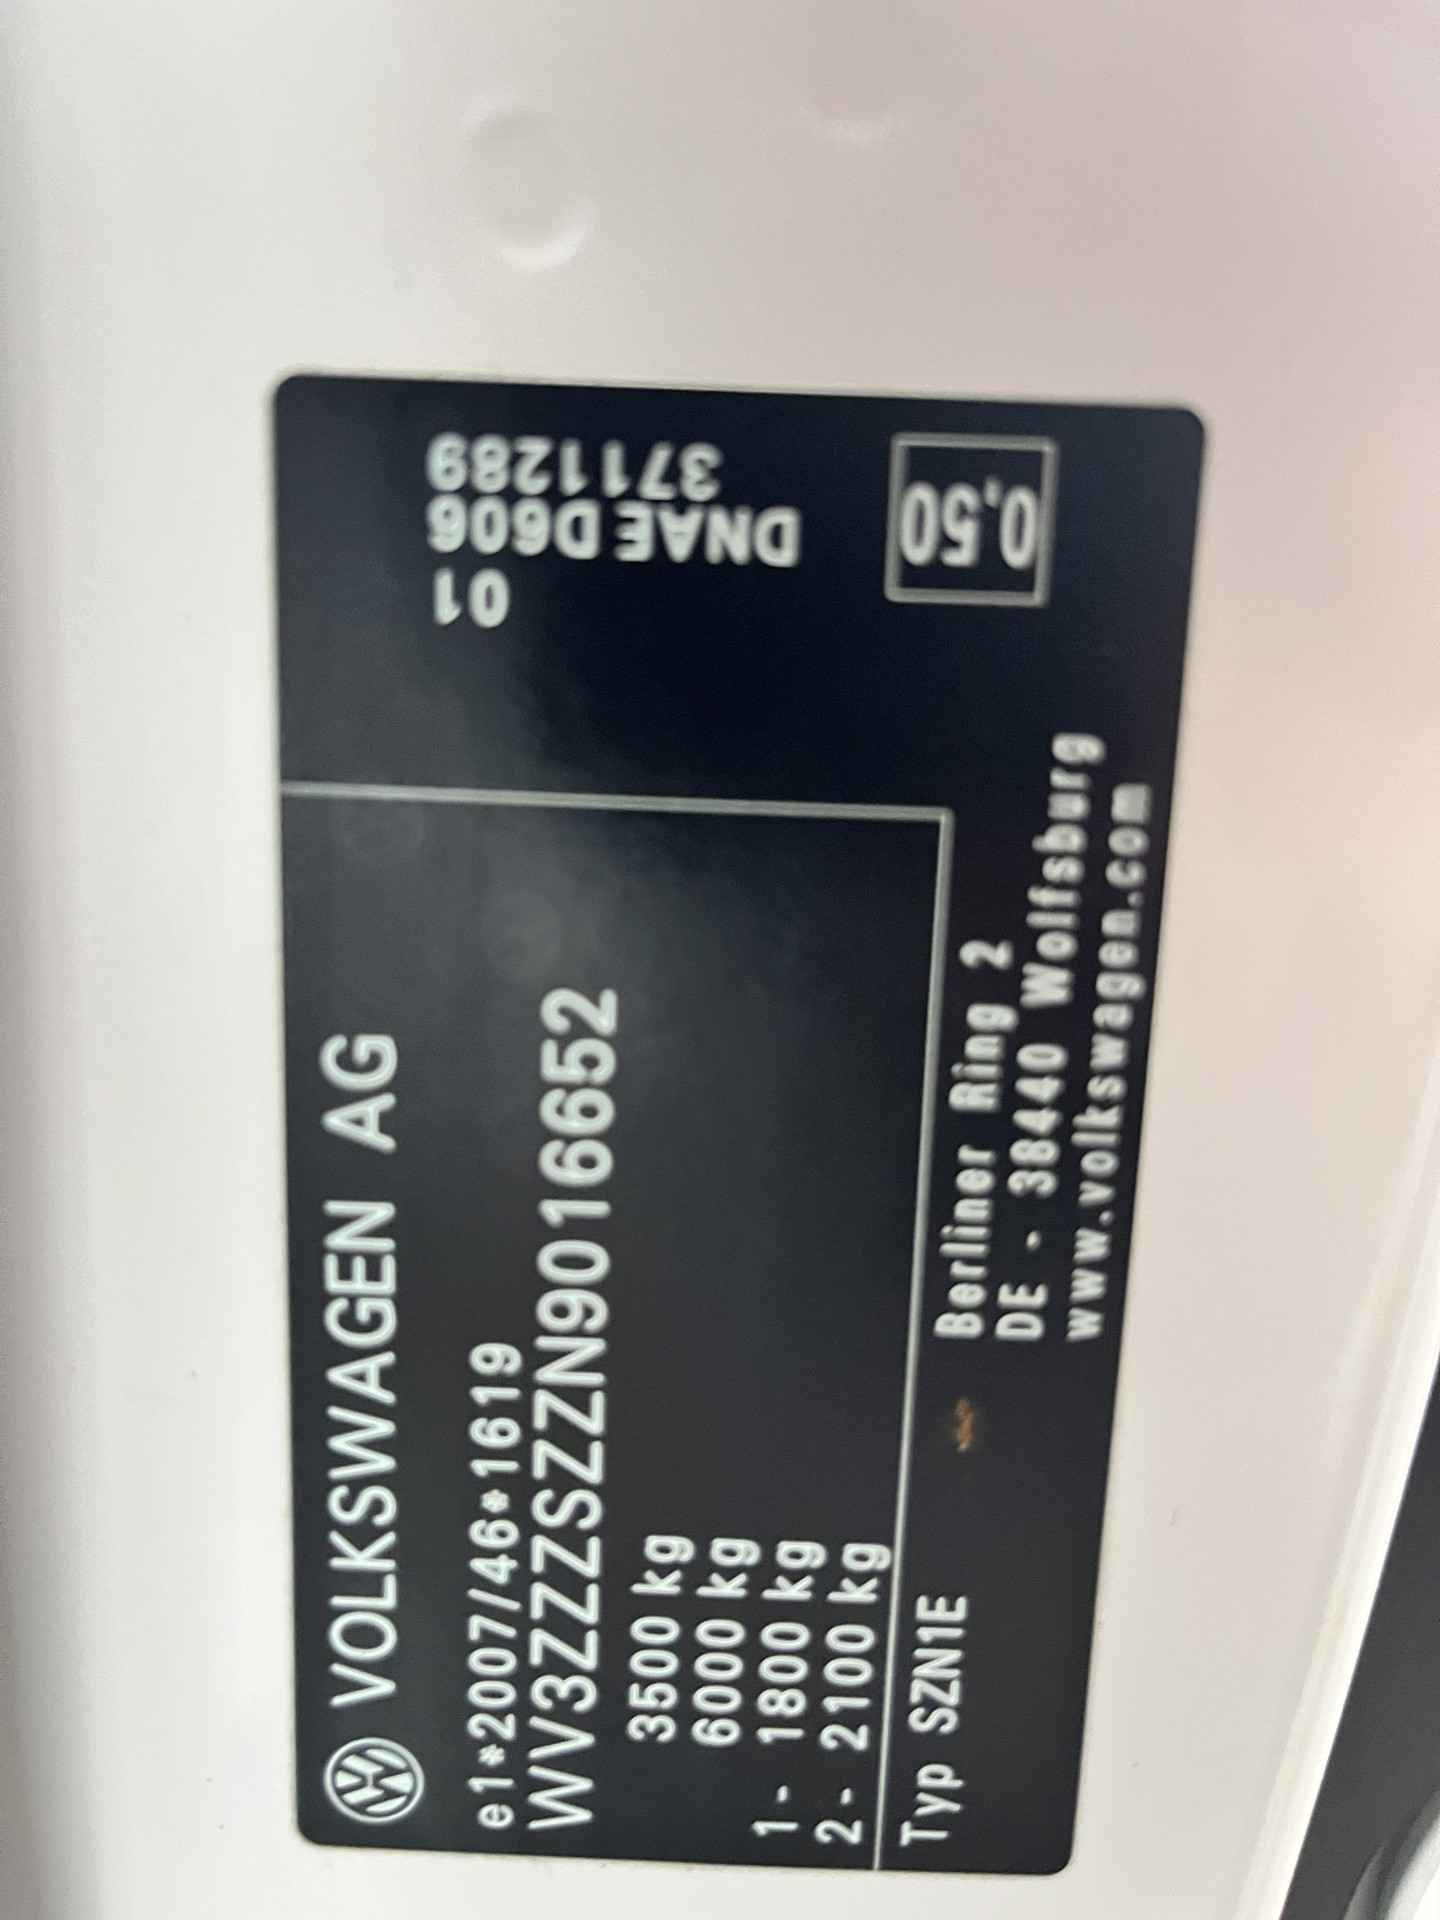 VOLKSWAGEN AG
e1*2007/46*1619
WV3ZZZSZZN9016652
3500 kg
6000 kg
1 - 1800 kg
2 - 2100 kg
Typ SZN1E
Berliner Ring 2
DE - 38440 Wolfsburg
www.volkswagen.com
01
DNAE D606
3711289
0,50